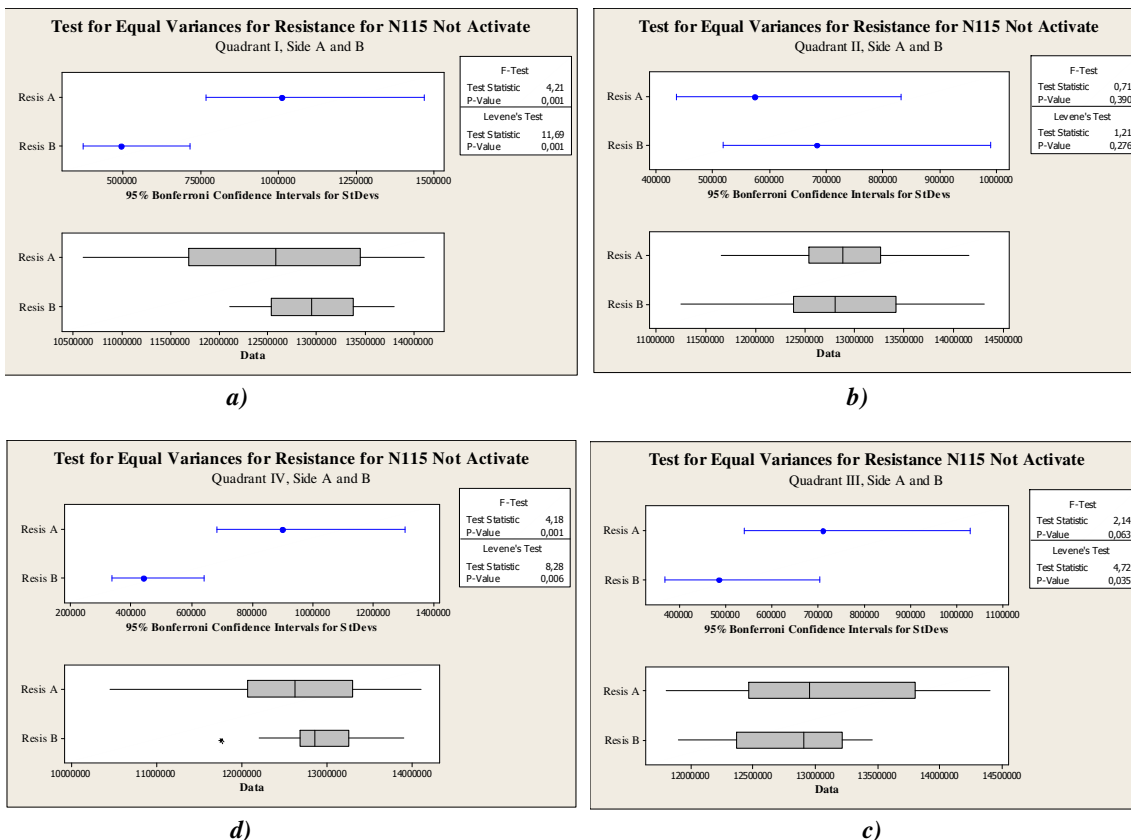 Test for Equal Variances for Resistance for N115 Not Activate
Quadrant I, Side A and B
Resis A
Resis B
500000 750000 1000000 1250000 1500000
95% Bonferroni Confidence Intervals for StDevs
F-Test
Test Statistic 4,21
P-Value 0,001
Levene's Test
Test Statistic 11,69
P-Value 0,001
Resis A
Resis B
10500000 11000000 11500000 12000000 12500000 13000000 13500000 14000000
Data
a)
Test for Equal Variances for Resistance for N115 Not Activate
Quadrant II, Side A and B
Resis A
Resis B
400000 500000 600000 700000 800000 900000 1000000
95% Bonferroni Confidence Intervals for StDevs
F-Test
Test Statistic 0,71
P-Value 0,390
Levene's Test
Test Statistic 1,21
P-Value 0,276
Resis A
Resis B
11000000 11500000 12000000 12500000 13000000 13500000 14000000 14500000
Data
b)
Test for Equal Variances for Resistance for N115 Not Activate
Quadrant IV, Side A and B
Resis A
Resis B
200000 400000 600000 800000 1000000 1200000 1400000
95% Bonferroni Confidence Intervals for StDevs
F-Test
Test Statistic 4,18
P-Value 0,001
Levene's Test
Test Statistic 8,28
P-Value 0,006
Resis A
Resis B
10000000 11000000 12000000 13000000 14000000
Data
d)
Test for Equal Variances for Resistance N115 Not Activate
Quadrant III, Side A and B
Resis A
Resis B
400000 500000 600000 700000 800000 900000 1000000 1100000
95% Bonferroni Confidence Intervals for StDevs
F-Test
Test Statistic 2,14
P-Value 0,063
Levene's Test
Test Statistic 4,72
P-Value 0,035
Resis A
Resis B
12000000 12500000 13000000 13500000 14000000 14500000
Data
c)